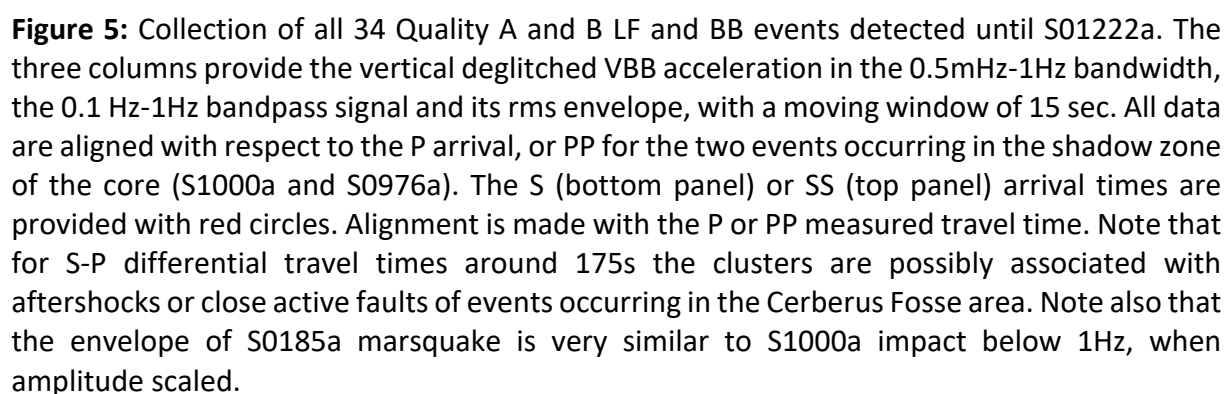 Figure 5: Collection of all 34 Quality A and B LF and BB events detected until S01222a. The
three columns provide the vertical deglitched VBB acceleration in the 0.5mHz-1Hz bandwidth,
the 0.1 Hz-1Hz bandpass signal and its rms envelope, with a moving window of 15 sec. All data
are aligned with respect to the P arrival, or PP for the two events occurring in the shadow zone
of the core (S1000a and S0976a). The S (bottom panel) or SS (top panel) arrival times are
provided with red circles. Alignment is made with the P or PP measured travel time. Note that
for S-P differential travel times around 175s the clusters are possibly associated with
aftershocks or close active faults of events occurring in the Cerberus Fosse area. Note also that
the envelope of S0185a marsquake is very similar to S1000a impact below 1Hz, when
amplitude scaled.